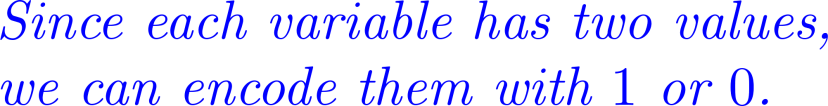 Since each variable has two values,
we can encode them with 1 or 0.